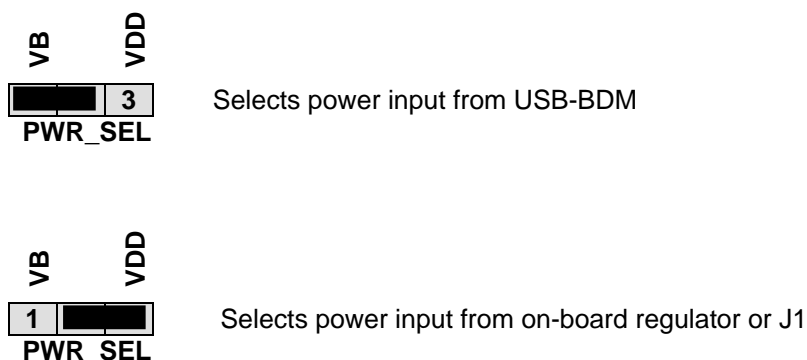 VB VDD
3 Selects power input from USB-BDM
PWR_SEL
VB VDD
1 Selects power input from on-board regulator or J1
PWR_SEL